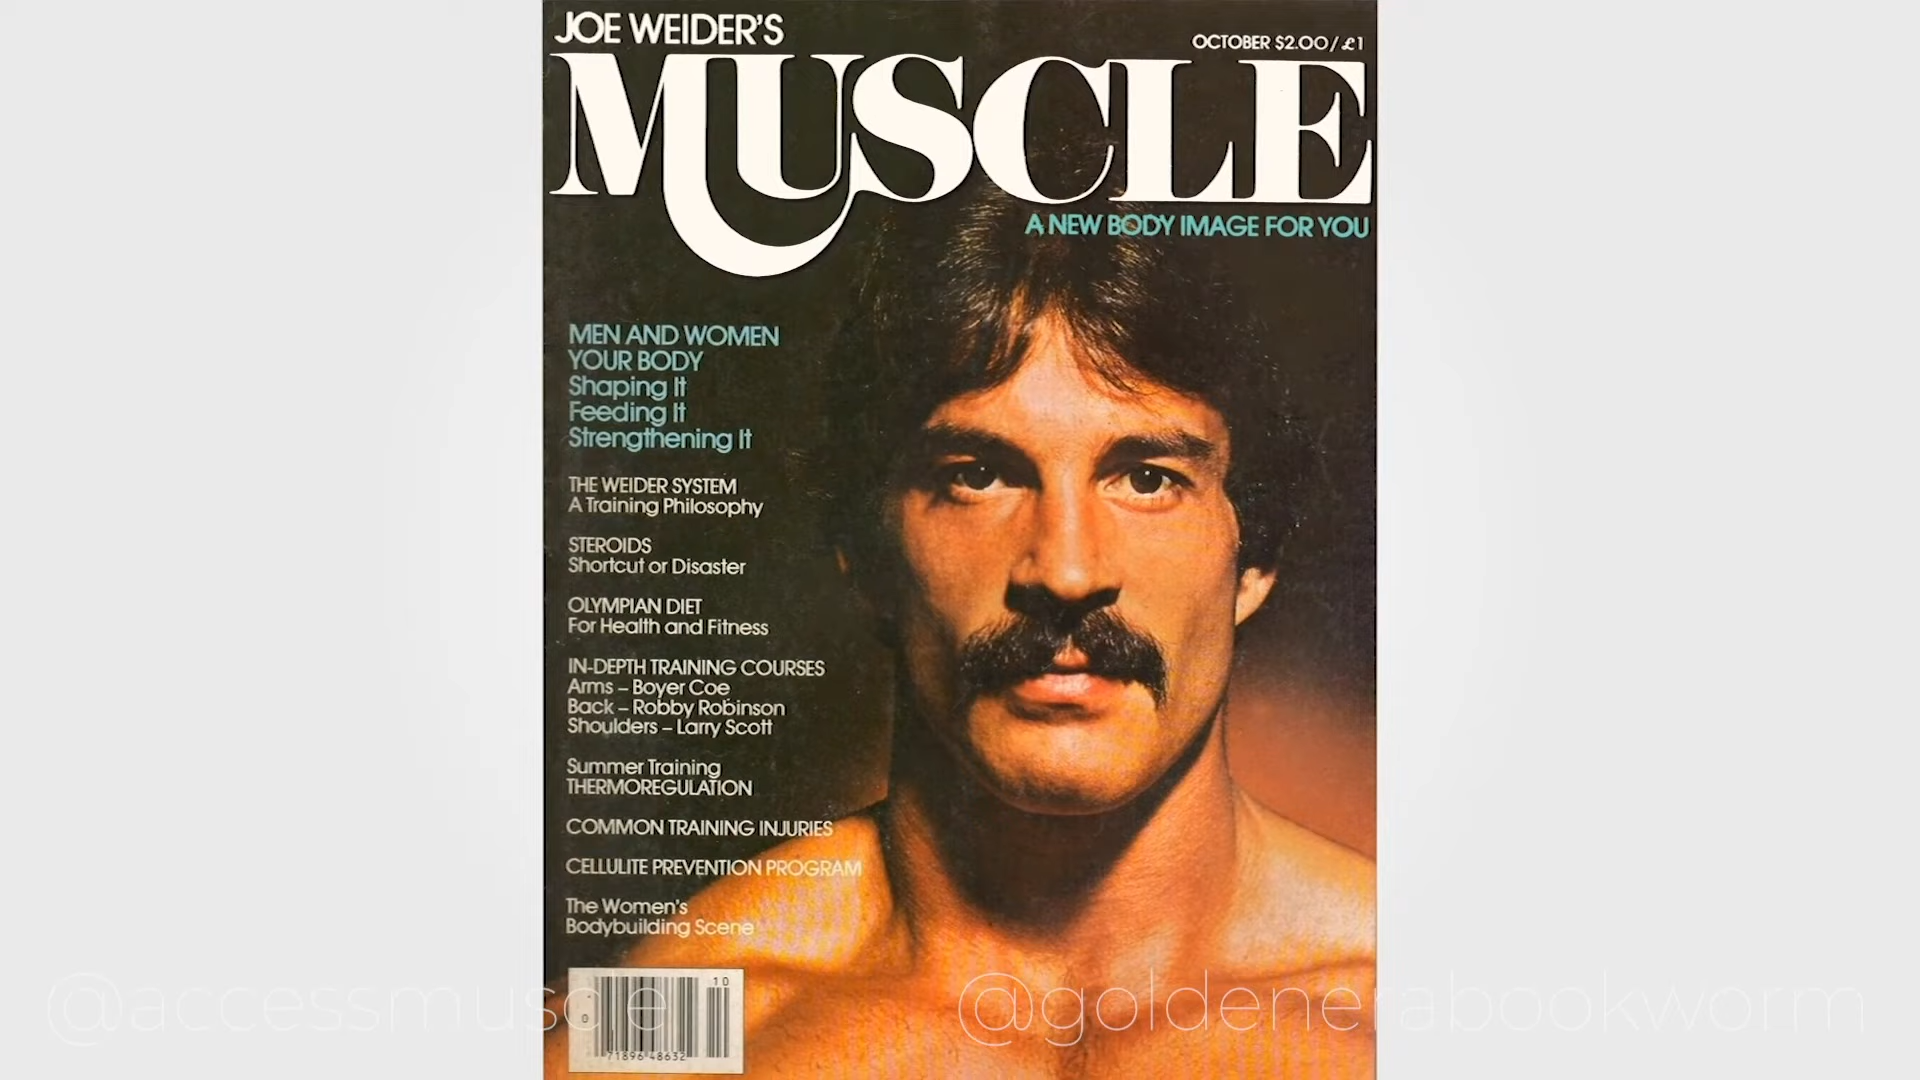 JOE WEIDER'S
OCTOBER $2.00/£1
MUSCLE
A NEW BODY IMAGE FOR YOU
MEN AND WOMEN
YOUR BODY
Shaping It
Feeding It
Strengthening It
THE WEIDER SYSTEM
A Training Philosophy
STEROIDS
Shortcut or Disaster
OLYMPIAN DIET
For Health and Fitness
IN-DEPTH TRAINING COURSES
Arms – Boyer Coe
Back – Robby Robinson
Shoulders – Larry Scott
Summer Training
THERMOREGULATION
COMMON TRAINING INJURIES
CELLULITE PREVENTION PROGRAM
The Women's
Bodybuilding Scene
10
0
71896 48632
@accessmuscle
@goldenerabookworm